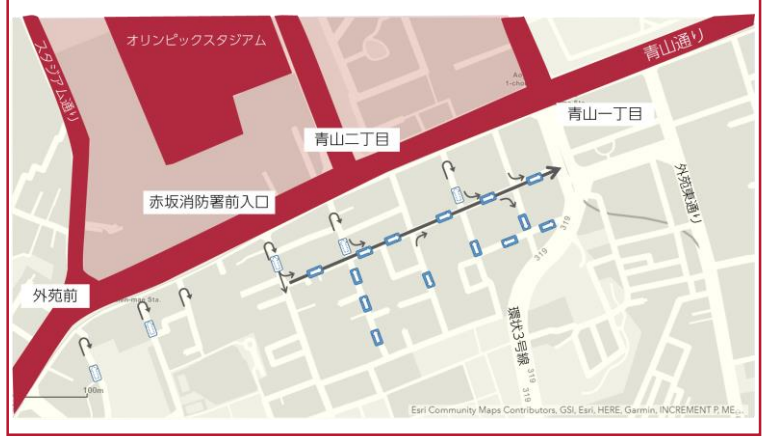 オリンピックスタジアム
スタジアム通り
青山通り
青山一丁目
青山二丁目
赤坂消防署前入口
外苑東通り
外苑前
環状3号線
319
319
319
319
100m
Esri Community Maps Contributors, GSI, Esri, HERE, Garmin, INCREMENT P, ME...